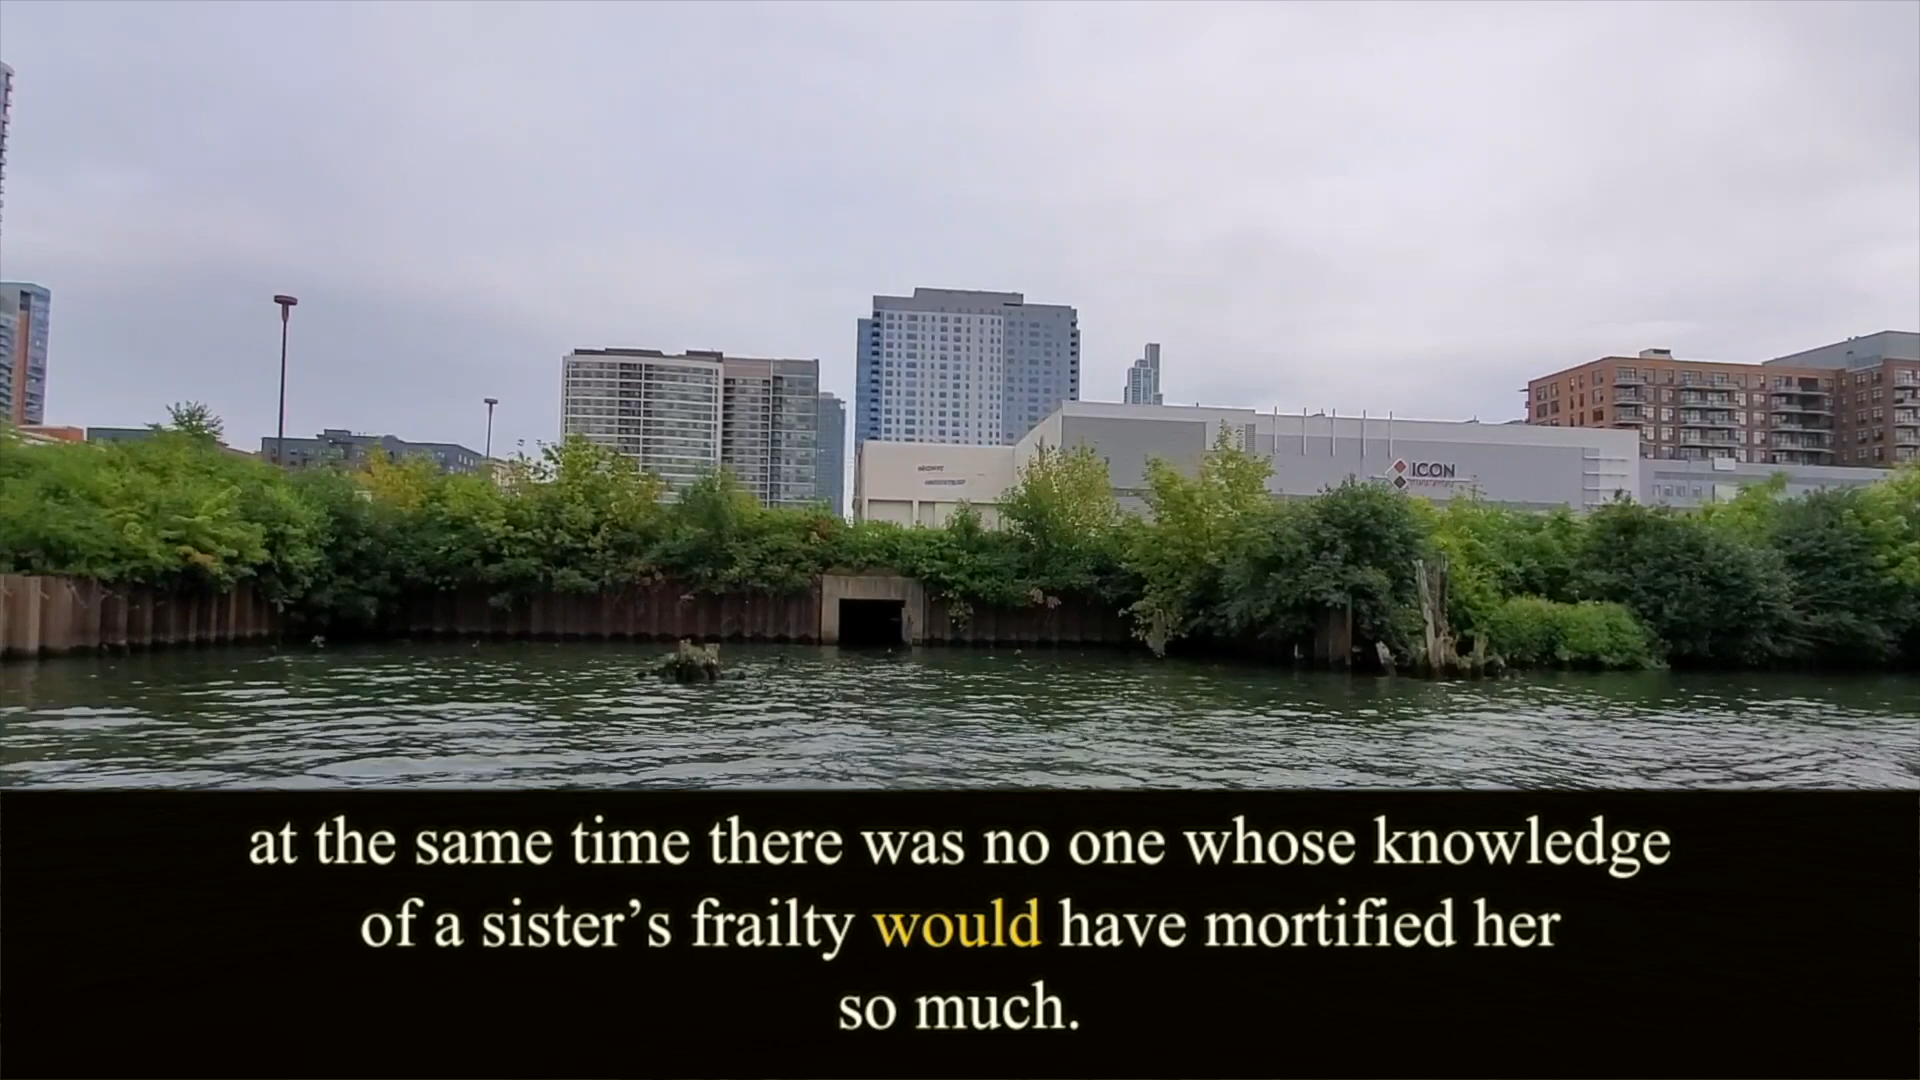 ICON
at the same time there was no one whose knowledge
of a sister’s frailty would have mortified her
so much.